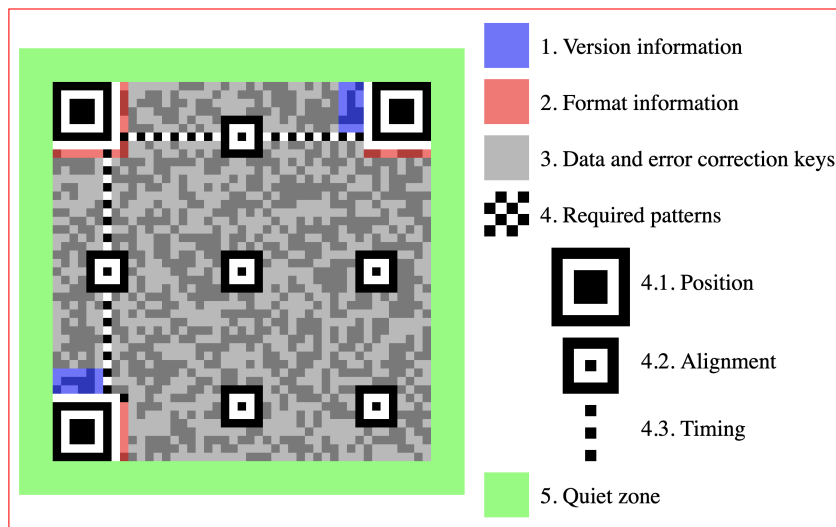 1. Version information
2. Format information
3. Data and error correction keys
4. Required patterns
4.1. Position
4.2. Alignment
4.3. Timing
5. Quiet zone